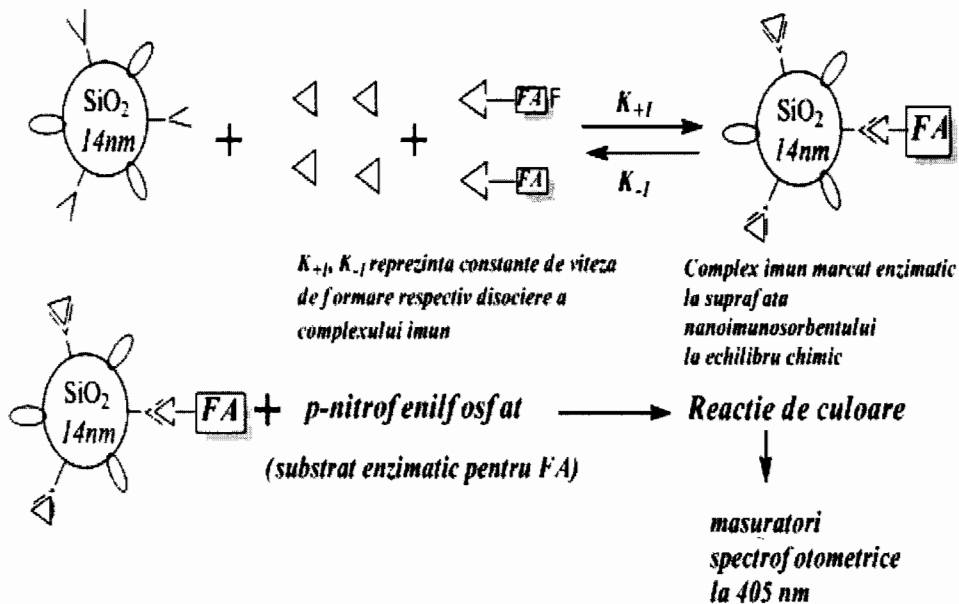 SiO2
14nm
+
+
FA F
FA
K+1
K-1
SiO2
14nm
FA
K+1, K-1 reprezinta constante de viteza
de formare respectiv disociere a
complexului imun
Complex imun marcat enzimatic
la suprafata
nanoimunosorbentului
la echilibru chimic
SiO2
14nm
FA
+ p-nitrofenilfosfat
Reactie de culoare
(substrat enzimatic pentru FA)
masuratori
spectrofotometrice
la 405 nm